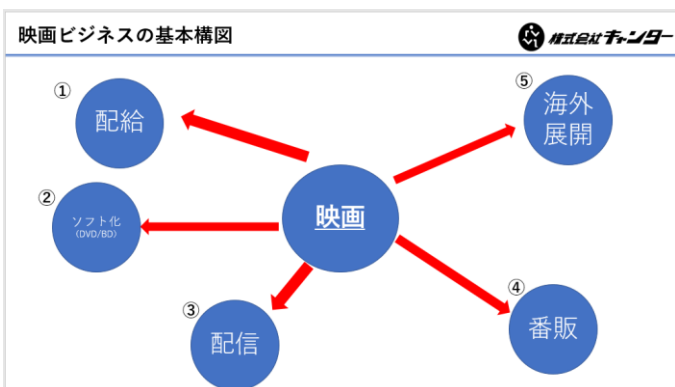 映画ビジネスの基本構図
株式会社キャンター
①
配給
②
ソフト化
(DVD/BD)
③
配信
映画
⑤
海外
展開
④
番販